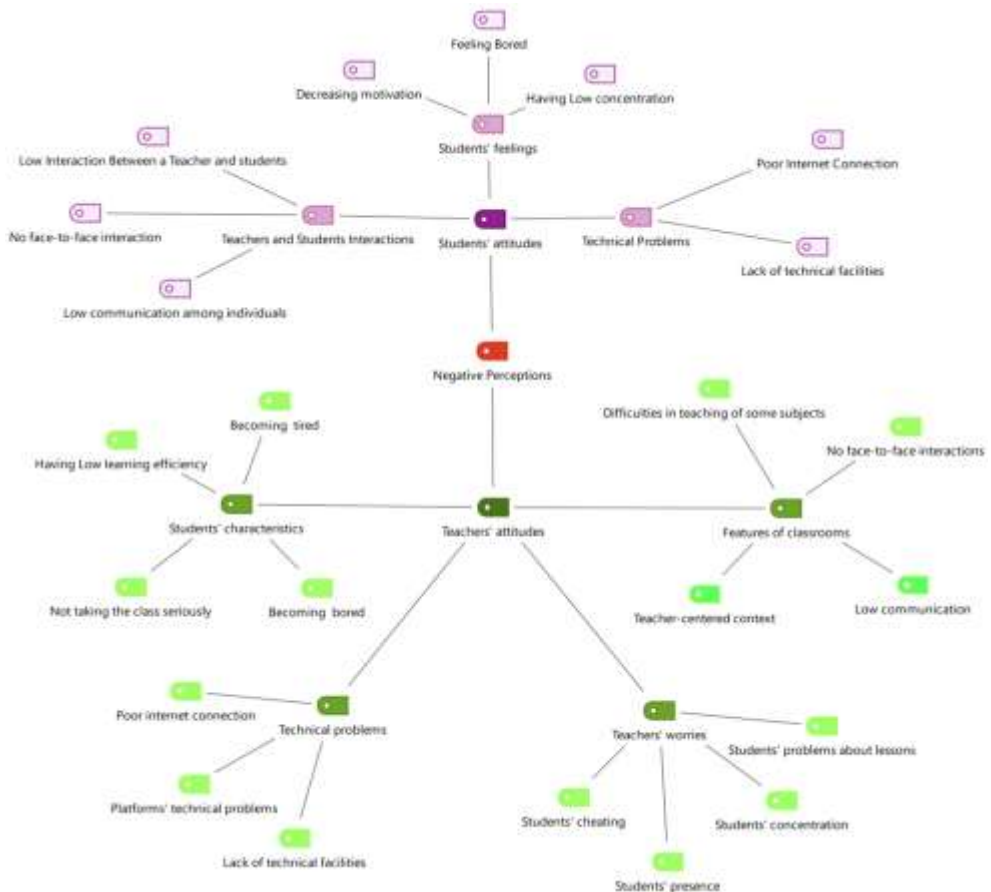 Feeling Bored
Decreasing motivation
Having Low concentration
Students' feelings
Low Interaction Between a Teacher and students
Poor Internet Connection
No face-to-face interaction
Teachers and Students Interactions
Students' attitudes
Technical Problems
Lack of technical facilities
Low communication among individuals
Negative Perceptions
Difficulties in teaching of some subjects
Becoming tired
Having Low learning efficiency
No face-to-face interactions
Students' characteristics
Teachers' attitudes
Features of classrooms
Not taking the class seriously
Becoming bored
Teacher-centered context
Low communication
Poor internet connection
Technical problems
Teachers' worries
Students' problems about lessons
Platforms' technical problems
Students' cheating
Students' concentration
Lack of technical facilities
Students' presence